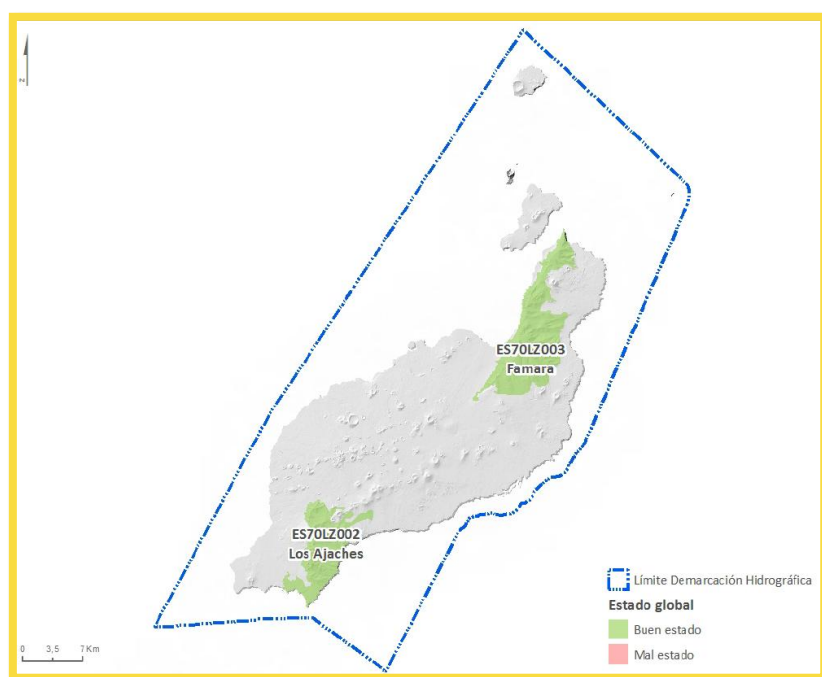 N
ES70LZ003
Famara
ES70LZ002
Los Ajaches
Límite Demarcación Hidrográfica
Estado global
Buen estado
Mal estado
0 3,5 7 Km